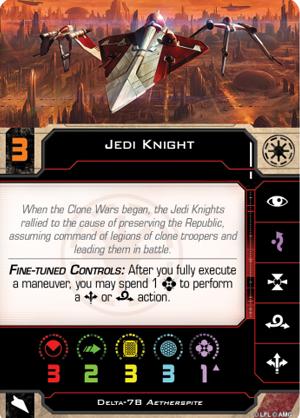 JEDI KNIGHT
3
When the Clone Wars began, the Jedi Knights
rallied to the cause of preserving the Republic,
assuming command of legions of clone troopers and
leading them in battle.
FINE-TUNED CONTROLS: After you fully execute
a maneuver, you may spend 1 to perform
a or action.
3 2 3 3 1
DELTA-7B AETHERSPITE
©LPL ©AMG